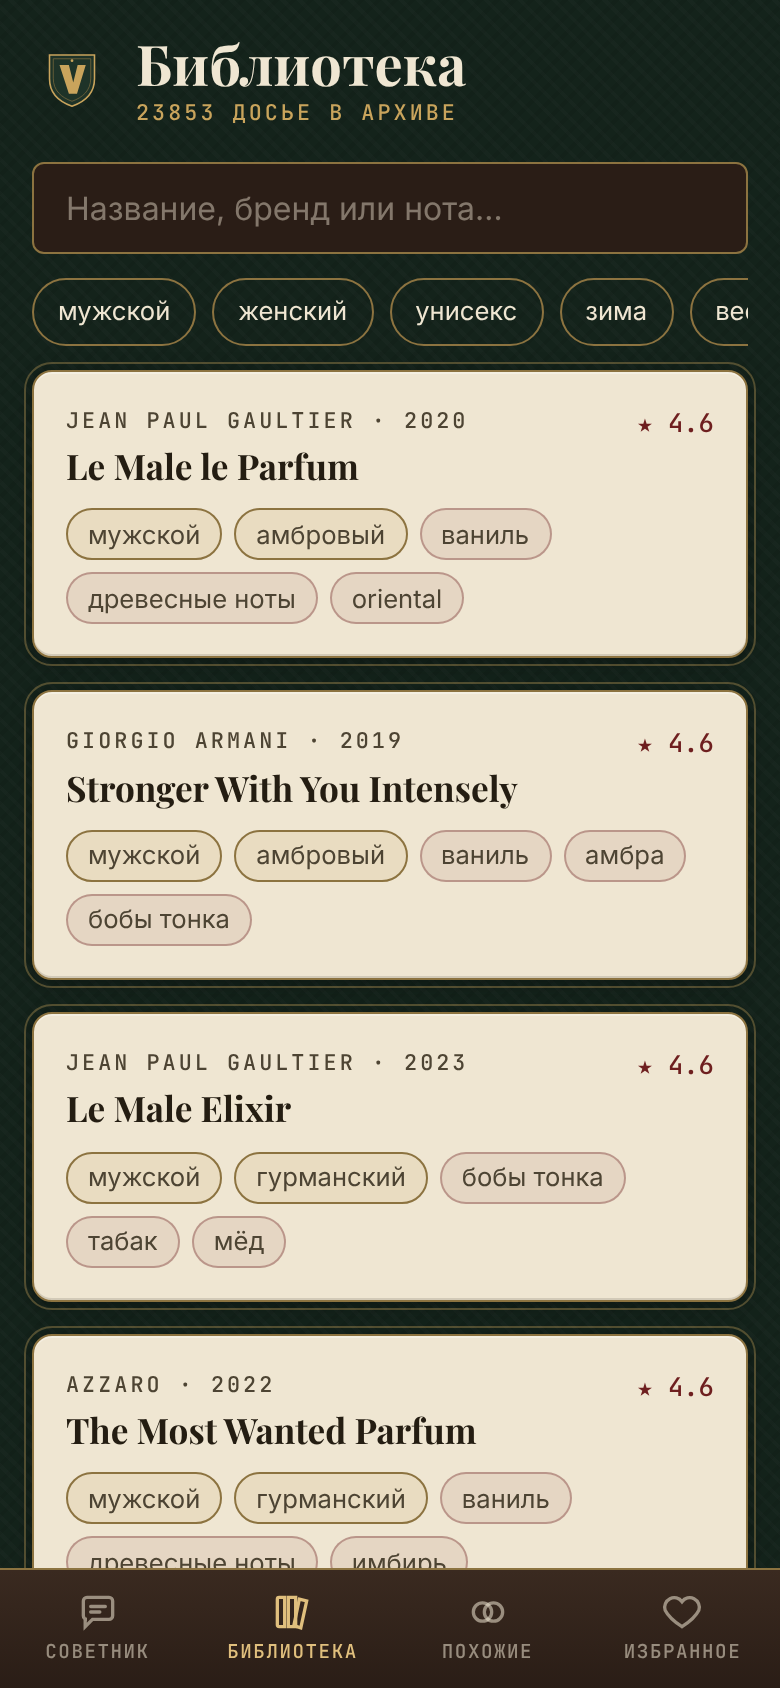 V
Библиотека
23853 ДОСЬЕ В АРХИВЕ
Название, бренд или нота...
мужской женский унисекс зима вес
JEAN PAUL GAULTIER · 2020 ★ 4.6
Le Male le Parfum
мужской амбровый ваниль
древесные ноты oriental
GIORGIO ARMANI · 2019 ★ 4.6
Stronger With You Intensely
мужской амбровый ваниль амбра
бобы тонка
JEAN PAUL GAULTIER · 2023 ★ 4.6
Le Male Elixir
мужской гурманский бобы тонка
табак мёд
AZZARO · 2022 ★ 4.6
The Most Wanted Parfum
мужской гурманский ваниль
древесные ноты имбирь
СОВЕТНИК БИБЛИОТЕКА ПОХОЖИЕ ИЗБРАННОЕ